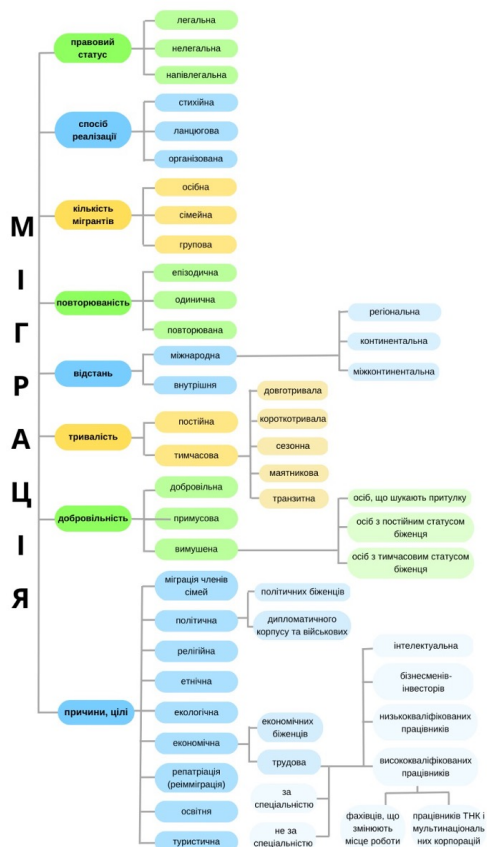 МІГРАЦІЯ
правовий
статус
легальна
нелегальна
напівлегальна
спосіб
реалізації
стихійна
ланцюгова
організована
кількість
мігрантів
осібна
сімейна
групова
повторюваність
епізодична
одинична
повторювана
відстань
міжнародна
внутрішня
регіональна
континентальна
міжконтинентальна
тривалість
постійна
тимчасова
довготривала
короткотривала
сезонна
маятникова
транзитна
добровільність
добровільна
примусова
вимушена
осіб, що шукають притулку
осіб з постійним статусом
біженця
осіб з тимчасовим статусом
біженця
причини, цілі
міграція членів
сімей
політична
політичних біженців
дипломатичного
корпусу та військових
релігійна
етнічна
екологічна
економічна
економічних
біженців
трудова
інтелектуальна
бізнесменів-
інвесторів
низькокваліфікованих
працівників
висококваліфікованих
працівників
фахівців, що
змінюють
місце роботи
працівників ТНК і
мультинаціональ
них корпорацій
за
спеціальністю
не за
спеціальністю
репатріація
(рееміграція)
освітня
туристична